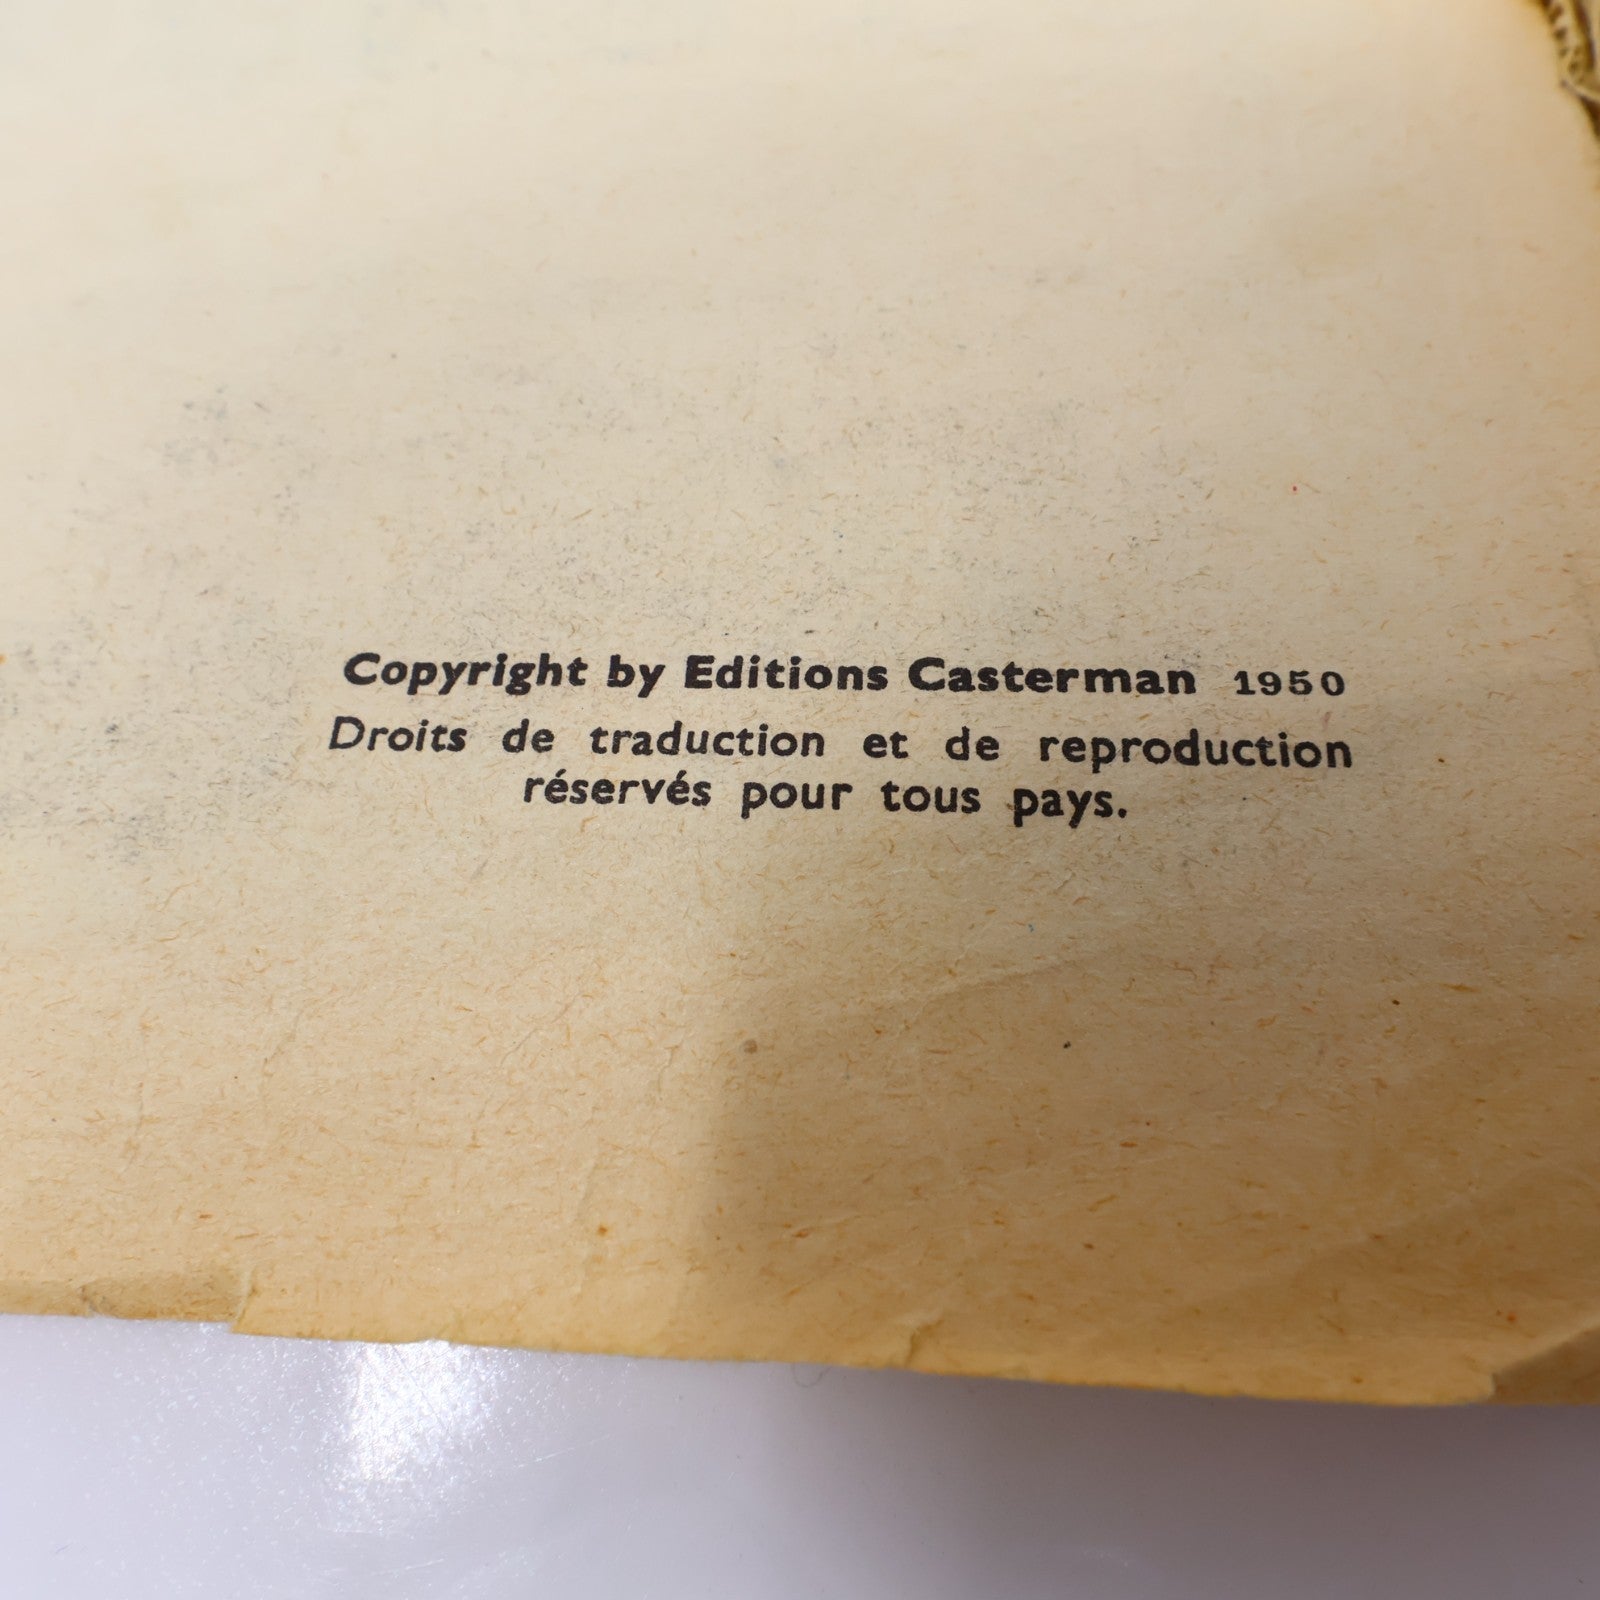 Copyright by Editions Casterman 1950
Droits de traduction et de reproduction
réservés pour tous pays.